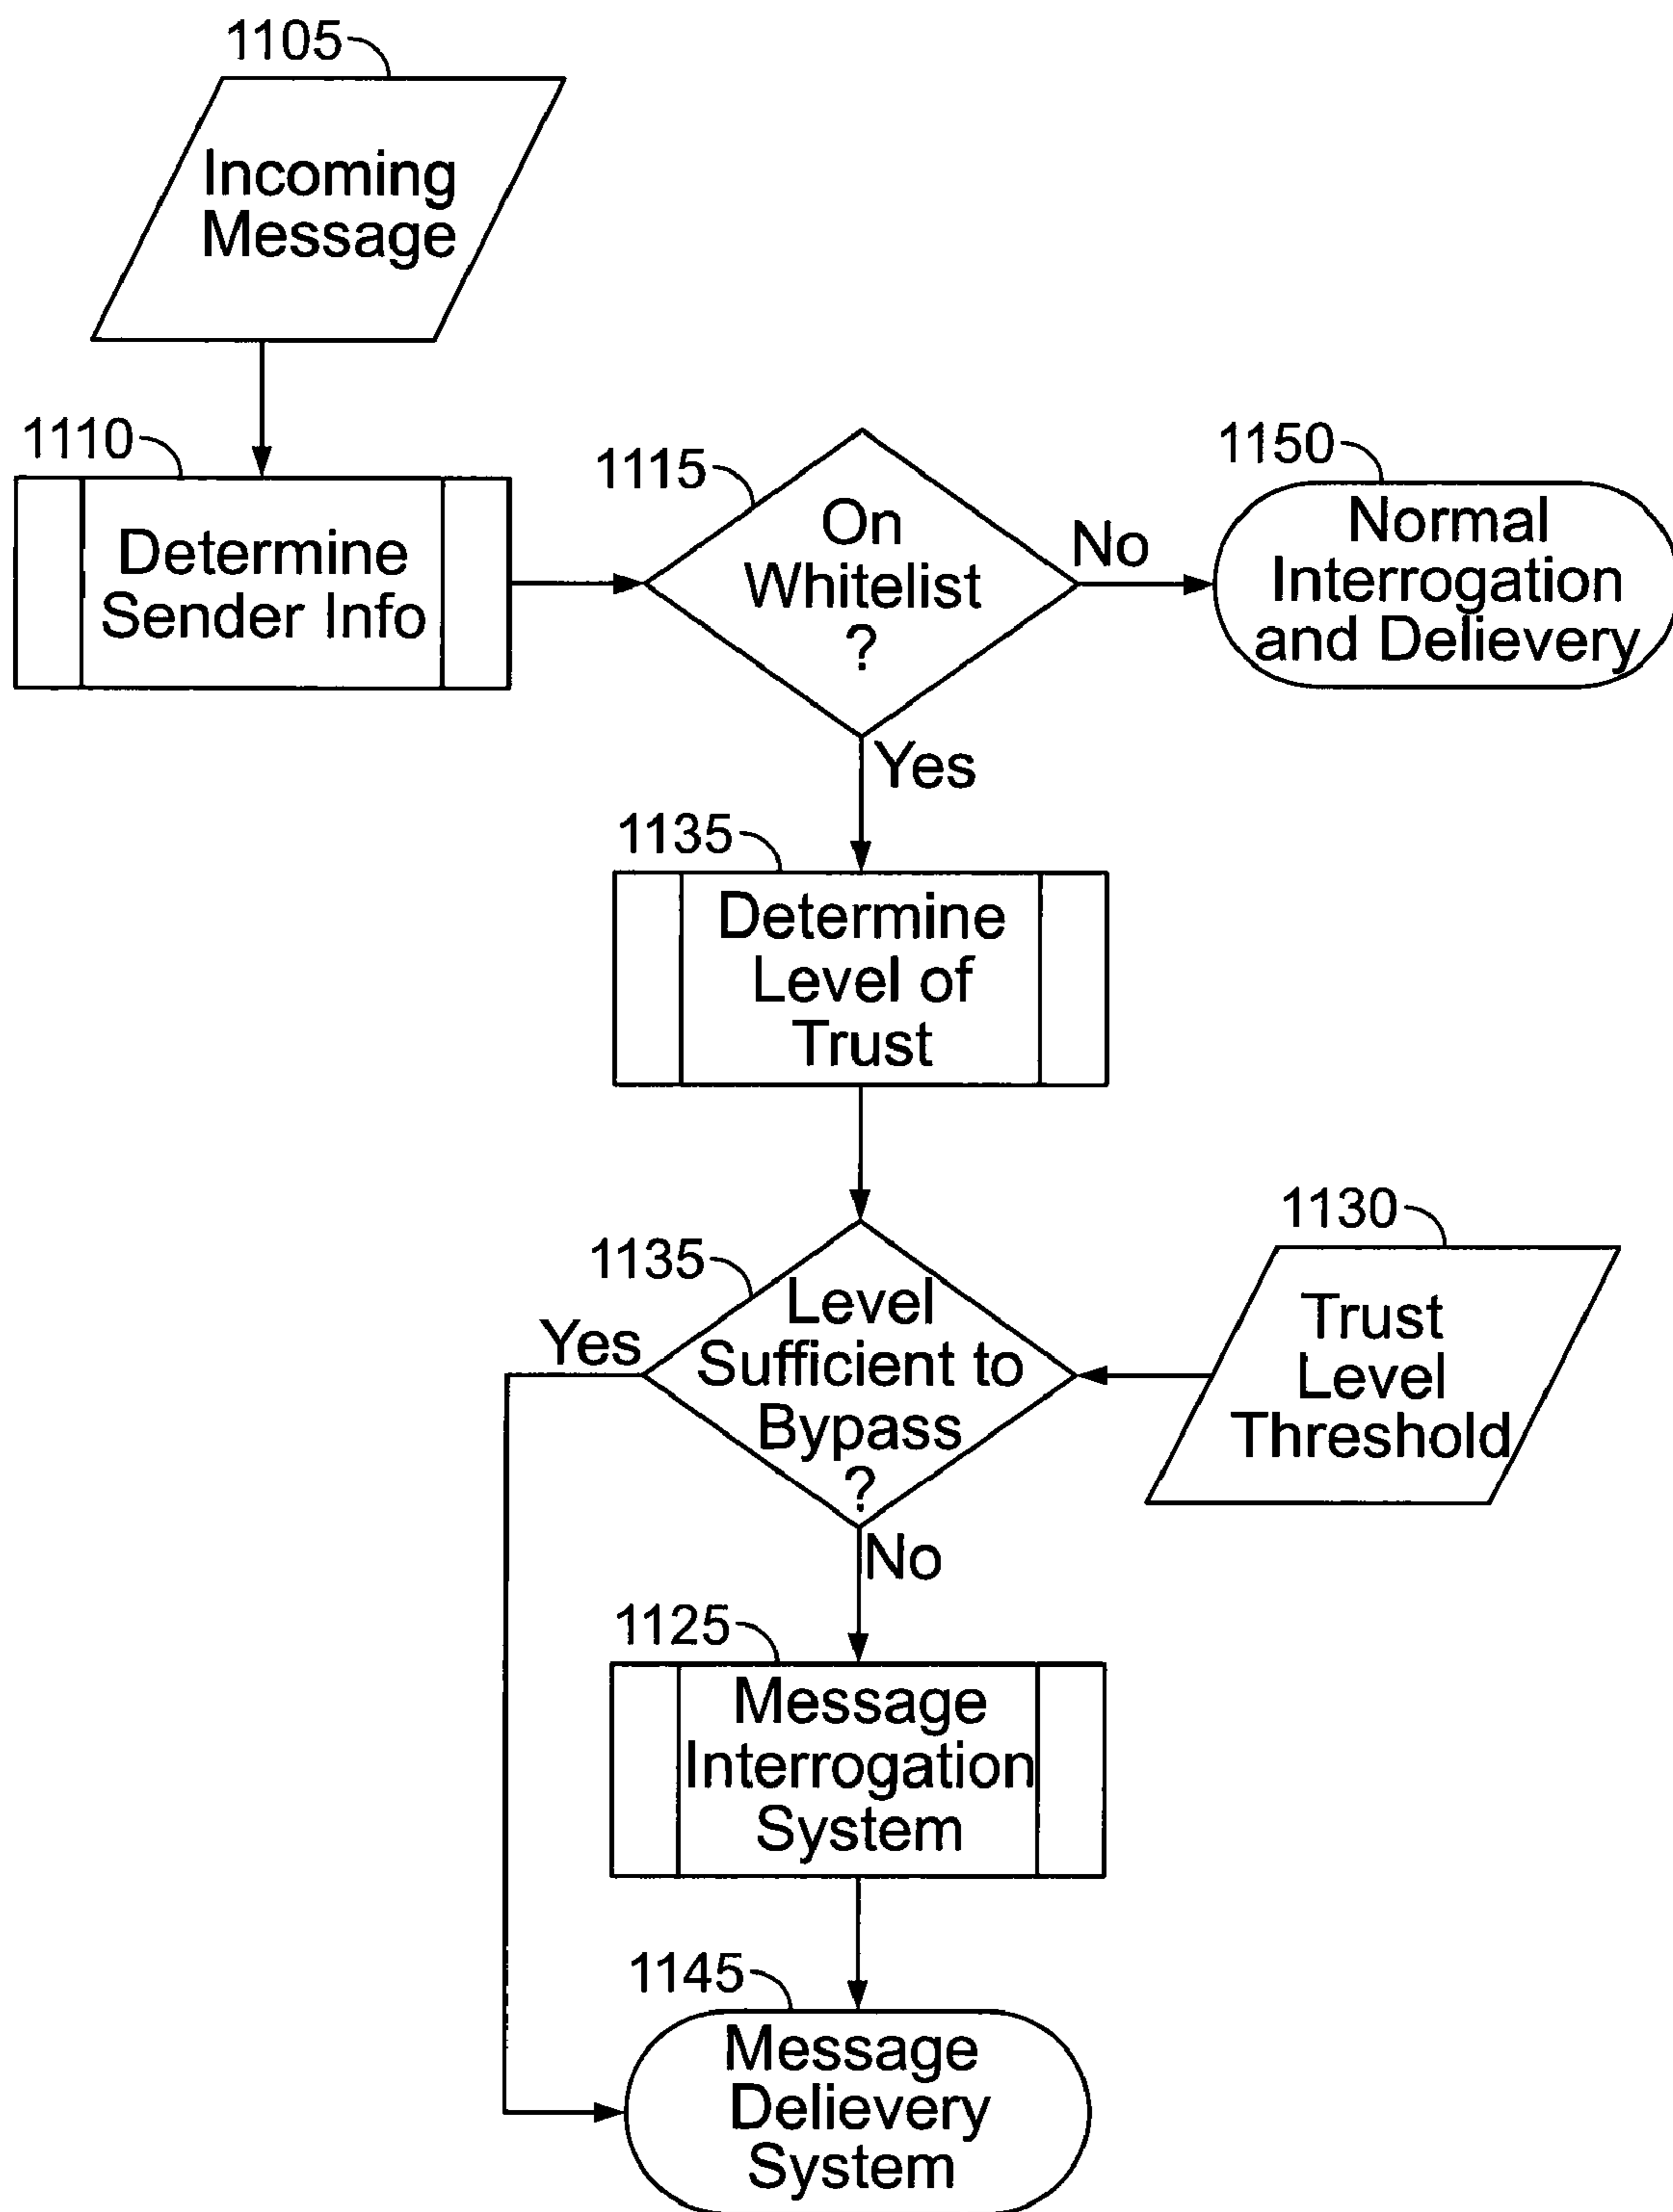 1105
Incoming
Message
1110
Determine
Sender Info
1115
On
Whitelist
?
No
1150
Normal
Interrogation
and Delievery
Yes
1135
Determine
Level of
Trust
1135
Level
Sufficient to
Bypass
?
Yes
1130
Trust
Level
Threshold
No
1125
Message
Interrogation
System
1145
Message
Delievery
System